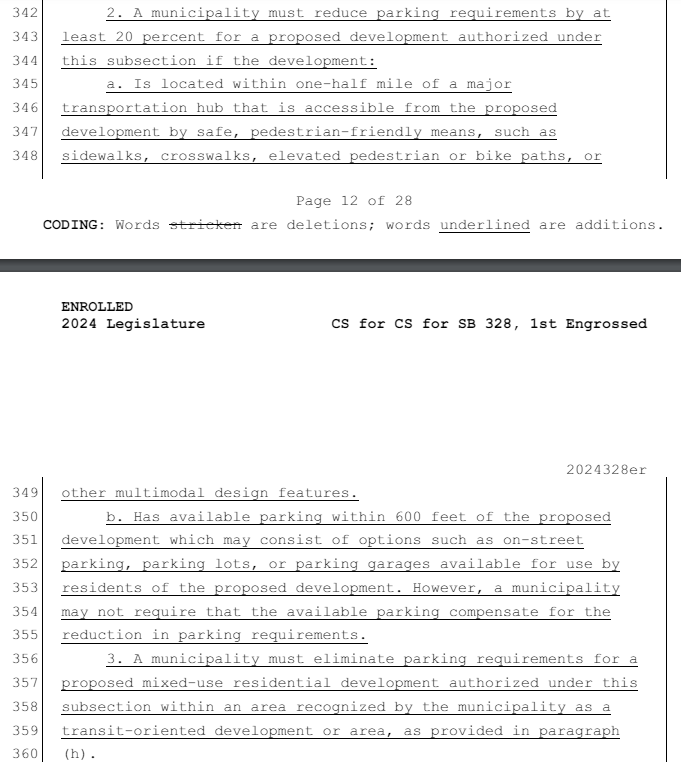 342 2. A municipality must reduce parking requirements by at
343 least 20 percent for a proposed development authorized under
344 this subsection if the development:
345 a. Is located within one-half mile of a major
346 transportation hub that is accessible from the proposed
347 development by safe, pedestrian-friendly means, such as
348 sidewalks, crosswalks, elevated pedestrian or bike paths, or
Page 12 of 28
CODING: Words stricken are deletions; words underlined are additions.
ENROLLED
2024 Legislature CS for CS for SB 328, 1st Engrossed
2024328er
349 other multimodal design features.
350 b. Has available parking within 600 feet of the proposed
351 development which may consist of options such as on-street
352 parking, parking lots, or parking garages available for use by
353 residents of the proposed development. However, a municipality
354 may not require that the available parking compensate for the
355 reduction in parking requirements.
356 3. A municipality must eliminate parking requirements for a
357 proposed mixed-use residential development authorized under this
358 subsection within an area recognized by the municipality as a
359 transit-oriented development or area, as provided in paragraph
360 (h).